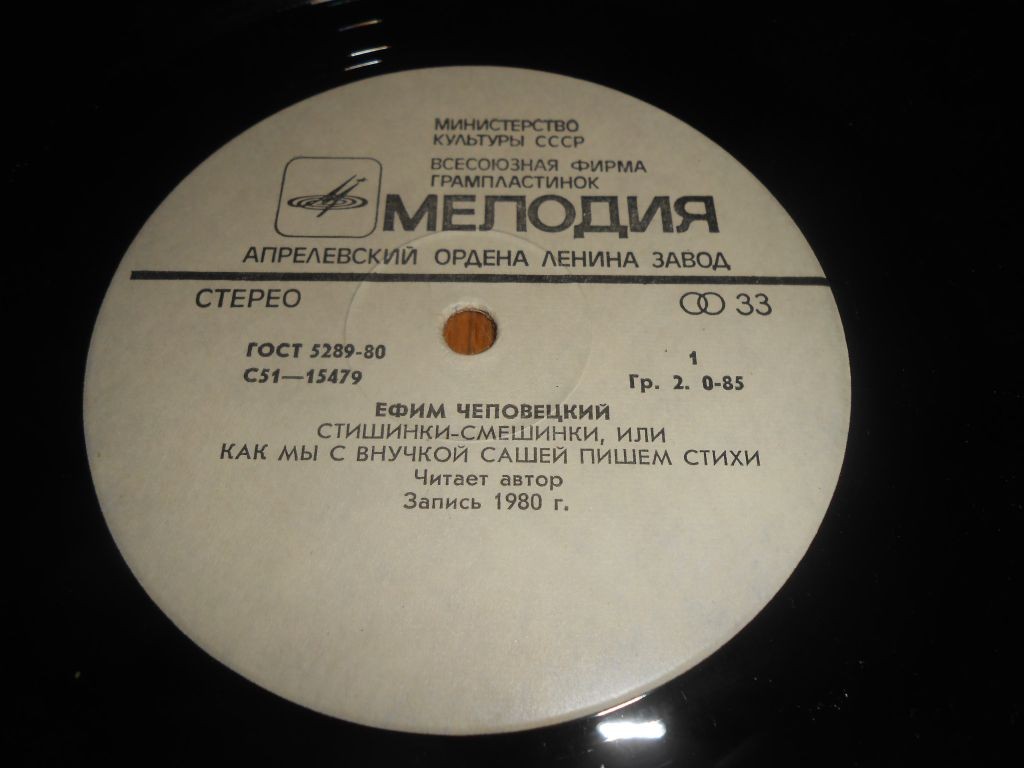 МИНИСТЕРСТВО
КУЛЬТУРЫ СССР
ВСЕСОЮЗНАЯ ФИРМА
ГРАМПЛАСТИНОК
МЕЛОДИЯ
АПРЕЛЕВСКИЙ ОРДЕНА ЛЕНИНА ЗАВОД
СТЕРЕО 33
ГОСТ 5289-80 1
С51—15479 Гр. 2. 0-85
ЕФИМ ЧЕПОВЕЦКИЙ
СТИШИНКИ-СМЕШИНКИ, ИЛИ
КАК МЫ С ВНУЧКОЙ САШЕЙ ПИШЕМ СТИХИ
Читает автор
Запись 1980 г.